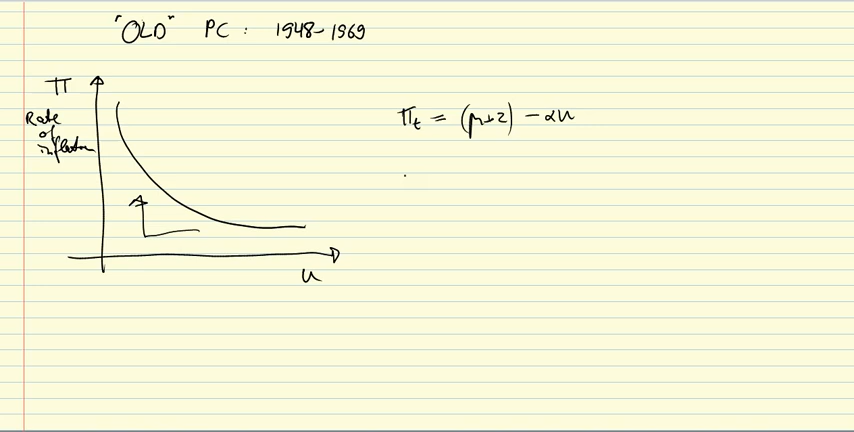 "OLD" PC : 1948-1969
π
Rate
of
inflation
πt = (μ+z) - αu
u